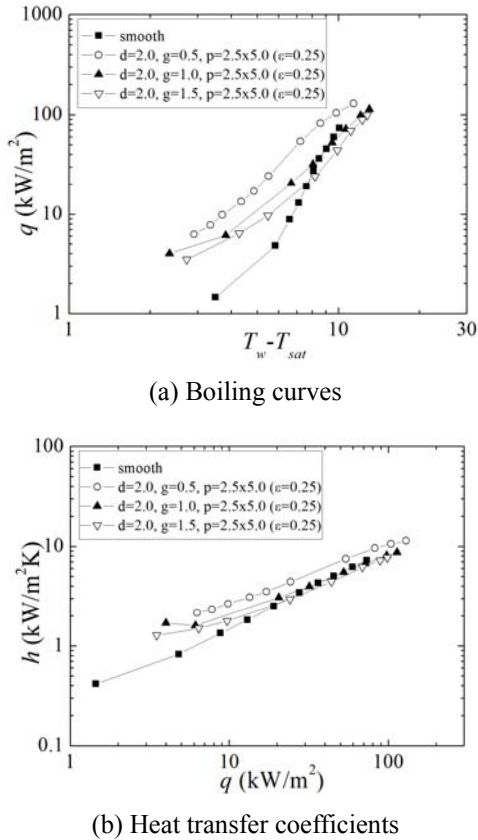 1000
100
10
1
q (kW/m²)
smooth
d=2.0, g=0.5, p=2.5x5.0 (ε=0.25)
d=2.0, g=1.0, p=2.5x5.0 (ε=0.25)
d=2.0, g=1.5, p=2.5x5.0 (ε=0.25)
1 10 30
T_w-T_sat
(a) Boiling curves
100
10
1
0.1
h (kW/m²K)
smooth
d=2.0, g=0.5, p=2.5x5.0 (ε=0.25)
d=2.0, g=1.0, p=2.5x5.0 (ε=0.25)
d=2.0, g=1.5, p=2.5x5.0 (ε=0.25)
1 10 100
q (kW/m²)
(b) Heat transfer coefficients